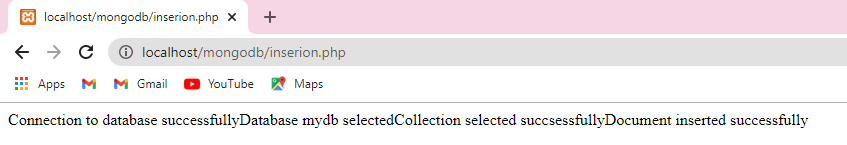 localhost/mongodb/inserion.php
localhost/mongodb/inserion.php
Apps Gmail YouTube Maps
Connection to database successfullyDatabase mydb selectedCollection selected succsessfullyDocument inserted successfully